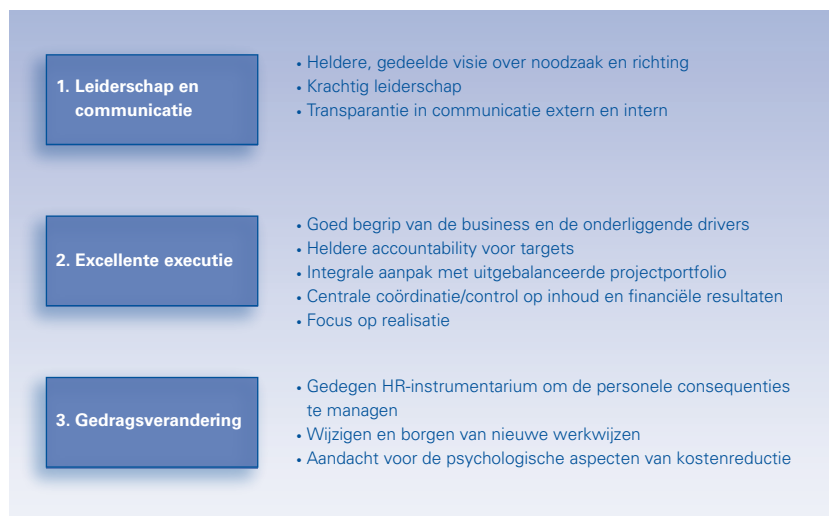 1. Leiderschap en
communicatie
• Heldere, gedeelde visie over noodzaak en richting
• Krachtig leiderschap
• Transparantie in communicatie extern en intern
2. Excellente executie
• Goed begrip van de business en de onderliggende drivers
• Heldere accountability voor targets
• Integrale aanpak met uitgebalanceerde projectportfolio
• Centrale coördinatie/control op inhoud en financiële resultaten
• Focus op realisatie
3. Gedragsverandering
• Gedegen HR-instrumentarium om de personele consequenties
te managen
• Wijzigen en borgen van nieuwe werkwijzen
• Aandacht voor de psychologische aspecten van kostenreductie